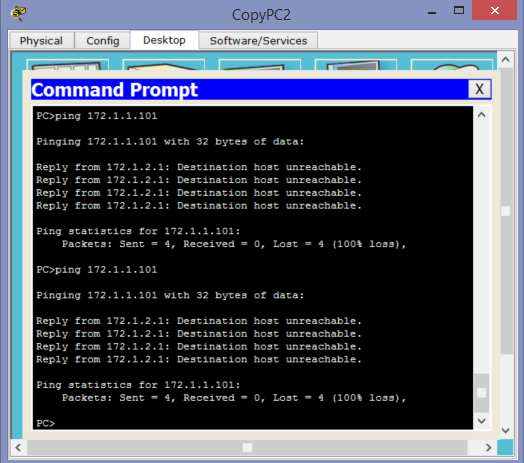 CopyPC2
Physical Config Desktop Software/Services
Command Prompt X
PC>ping 172.1.1.101
Pinging 172.1.1.101 with 32 bytes of data:
Reply from 172.1.2.1: Destination host unreachable.
Reply from 172.1.2.1: Destination host unreachable.
Reply from 172.1.2.1: Destination host unreachable.
Reply from 172.1.2.1: Destination host unreachable.
Ping statistics for 172.1.1.101:
Packets: Sent = 4, Received = 0, Lost = 4 (100% loss),
PC>ping 172.1.1.101
Pinging 172.1.1.101 with 32 bytes of data:
Reply from 172.1.2.1: Destination host unreachable.
Reply from 172.1.2.1: Destination host unreachable.
Reply from 172.1.2.1: Destination host unreachable.
Reply from 172.1.2.1: Destination host unreachable.
Ping statistics for 172.1.1.101:
Packets: Sent = 4, Received = 0, Lost = 4 (100% loss),
PC>